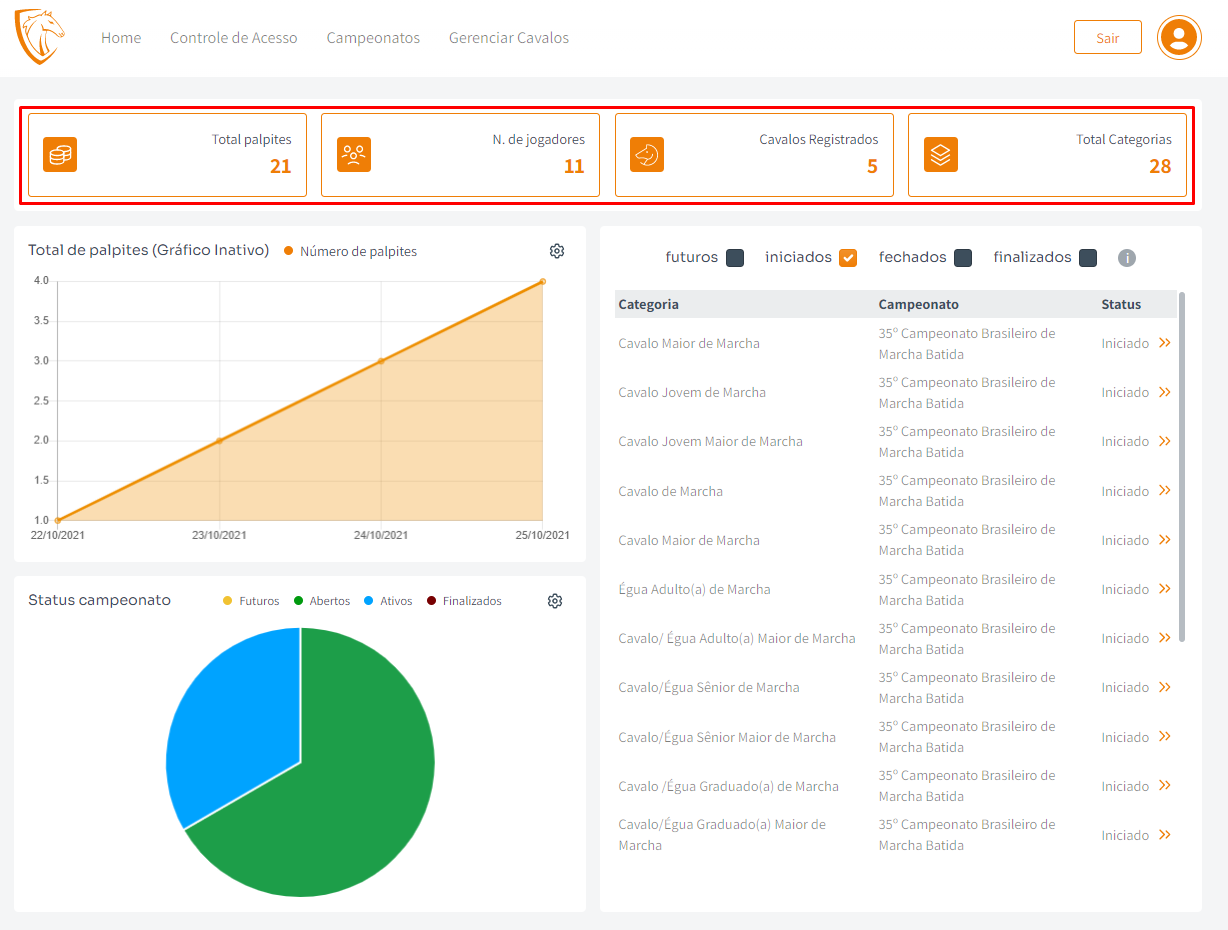 Home Controle de Acesso Campeonatos Gerenciar Cavalos Sair
Total palpites
21
N. de jogadores
11
Cavalos Registrados
5
Total Categorias
28
Total de palpites (Gráfico Inativo) Número de palpites
4.0
3.5
3.0
2.5
2.0
1.5
1.0
22/10/2021 23/10/2021 24/10/2021 25/10/2021
Status campeonato Futuros Abertos Ativos Finalizados
futuros iniciados fechados finalizados i
Categoria Campeonato Status
Cavalo Maior de Marcha
35º Campeonato Brasileiro de
Marcha Batida
Iniciado
Cavalo Jovem de Marcha
35º Campeonato Brasileiro de
Marcha Batida
Iniciado
Cavalo Jovem Maior de Marcha
35º Campeonato Brasileiro de
Marcha Batida
Iniciado
Cavalo de Marcha
35º Campeonato Brasileiro de
Marcha Batida
Iniciado
Cavalo Maior de Marcha
35º Campeonato Brasileiro de
Marcha Batida
Iniciado
Égua Adulto(a) de Marcha
35º Campeonato Brasileiro de
Marcha Batida
Iniciado
Cavalo/ Égua Adulto(a) Maior de Marcha
35º Campeonato Brasileiro de
Marcha Batida
Iniciado
Cavalo/Égua Sênior de Marcha
35º Campeonato Brasileiro de
Marcha Batida
Iniciado
Cavalo/Égua Sênior Maior de Marcha
35º Campeonato Brasileiro de
Marcha Batida
Iniciado
Cavalo /Égua Graduado(a) de Marcha
35º Campeonato Brasileiro de
Marcha Batida
Iniciado
Cavalo/Égua Graduado(a) Maior de
Marcha
35º Campeonato Brasileiro de
Marcha Batida
Iniciado